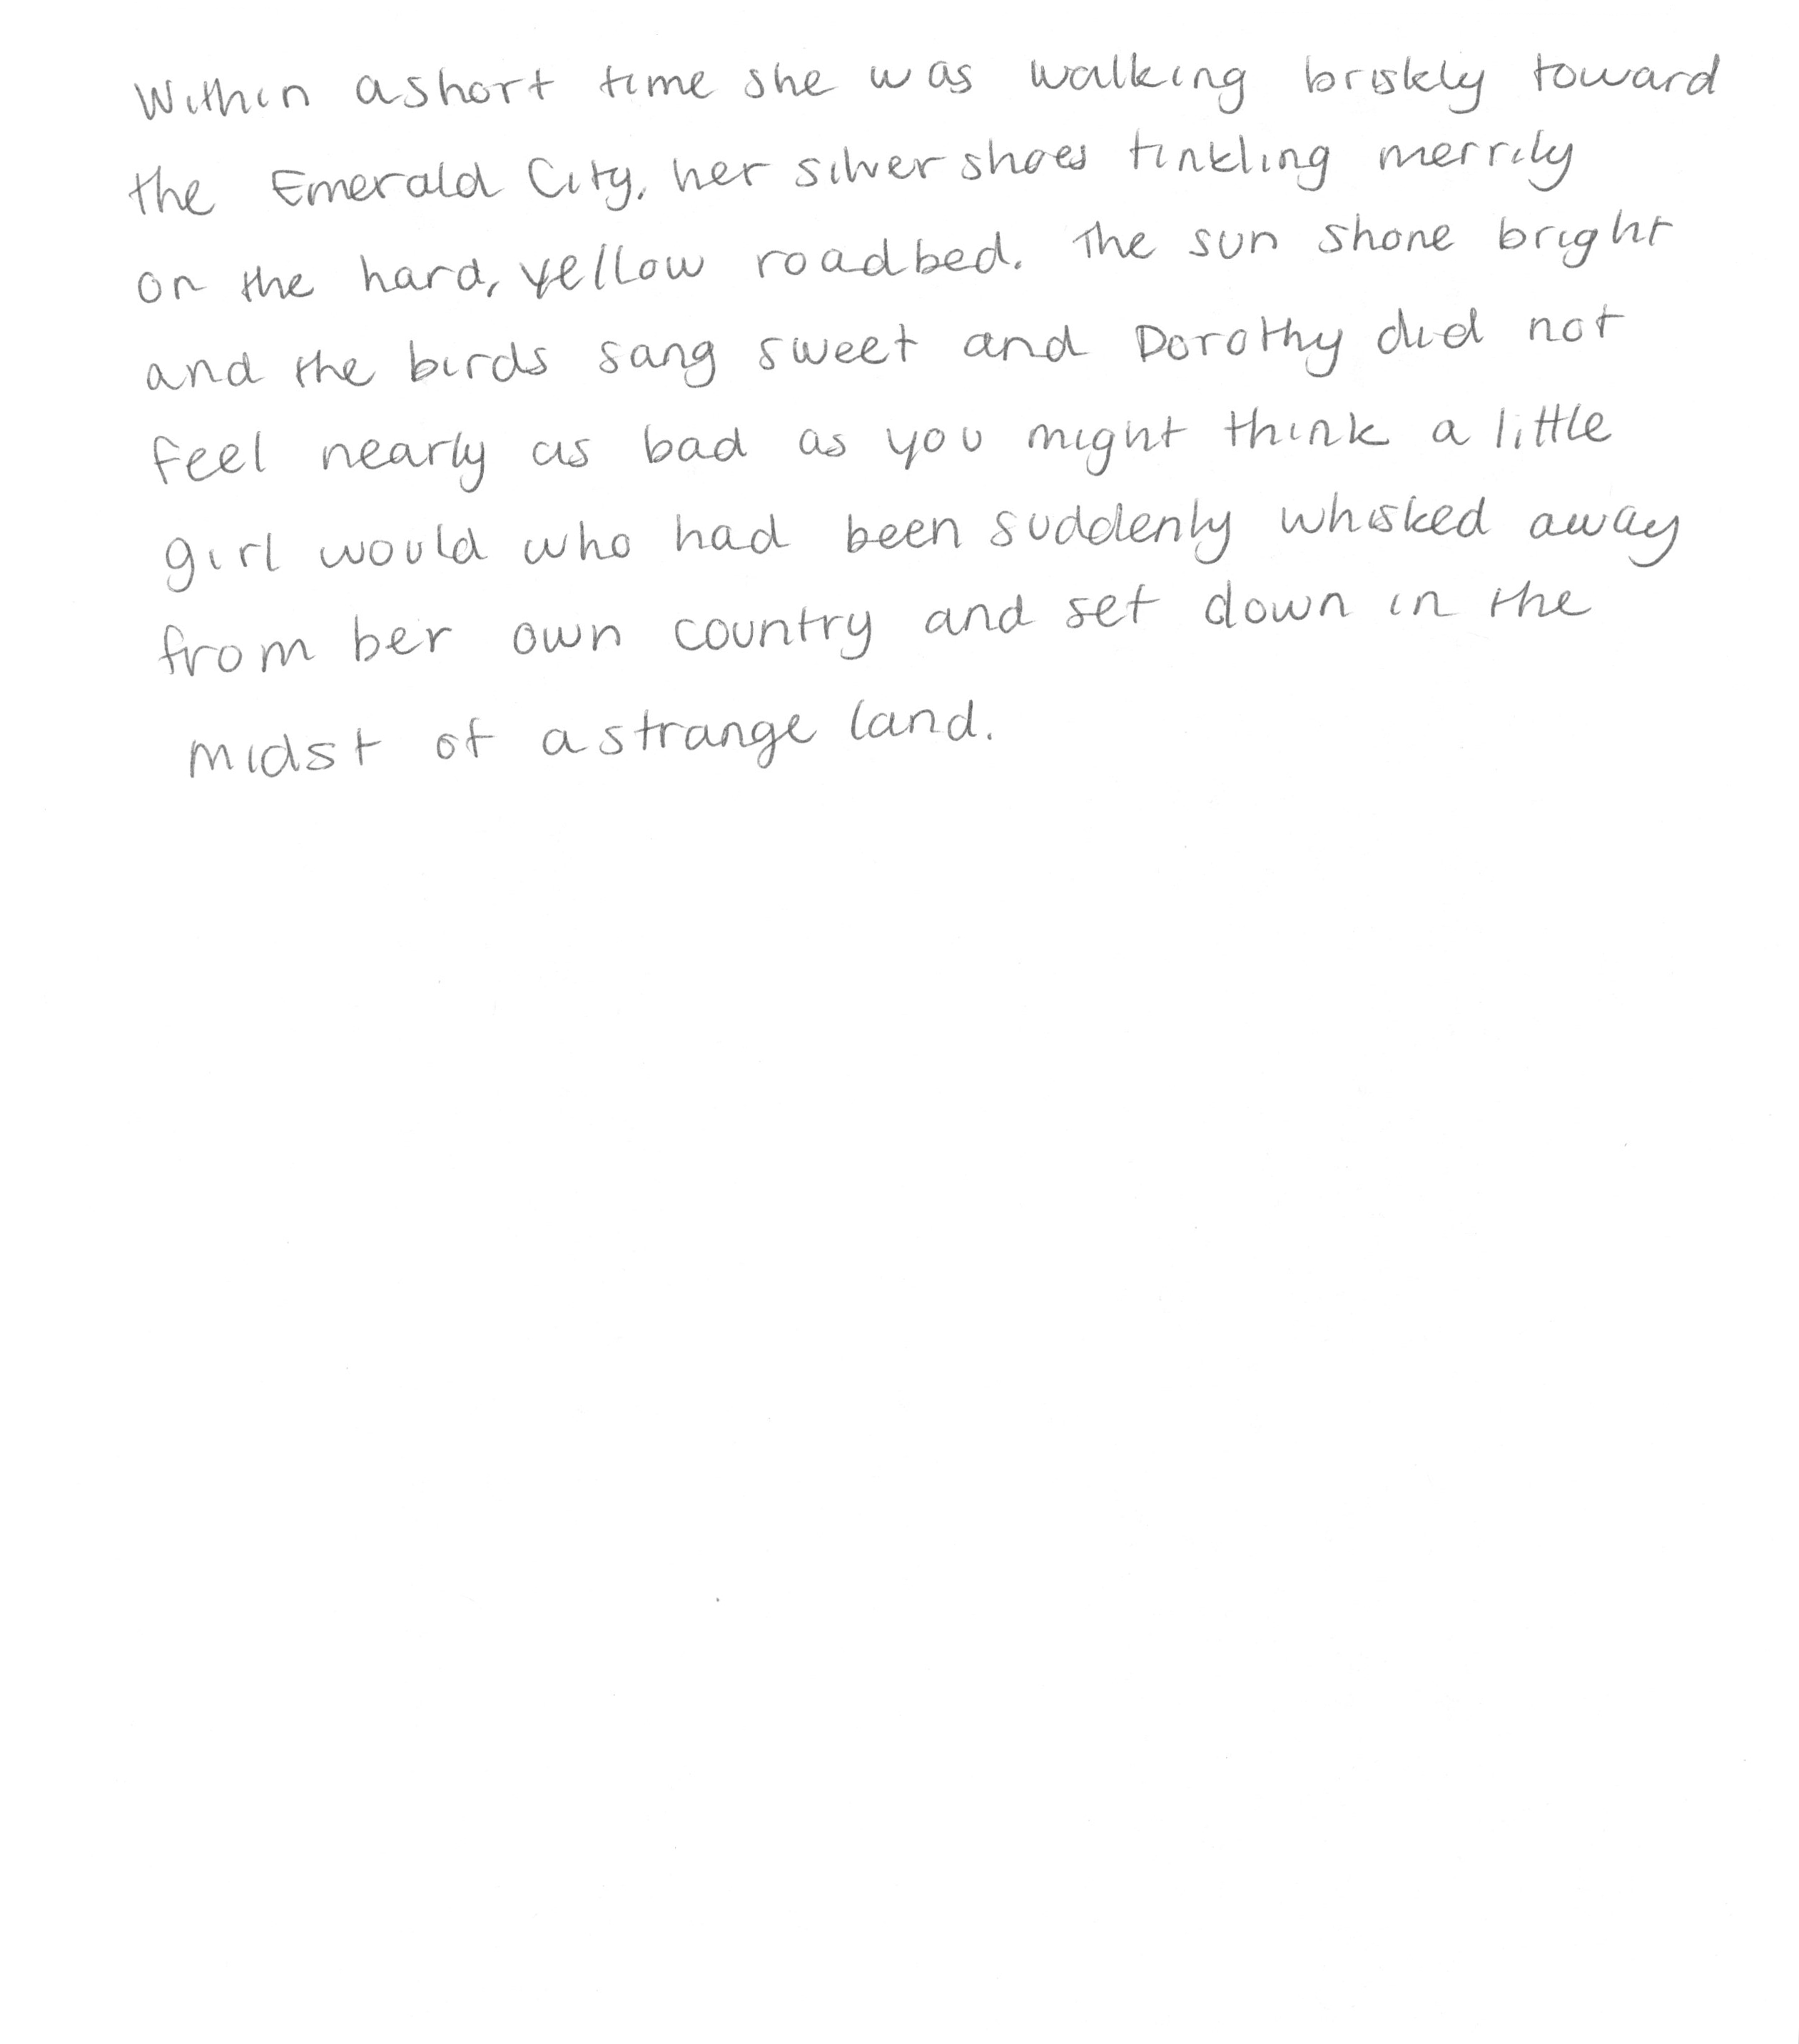 Within a short time she was walking briskly toward
the Emerald City, her silver shoes tinkling merrily
on the hard, yellow roadbed. The sun shone bright
and the birds sang sweet and Dorothy did not
feel nearly as bad as you might think a little
girl would who had been suddenly whisked away
from ber own country and set down in the
midst of a strange land.